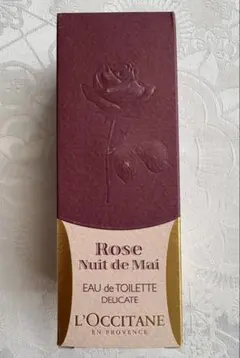 Rose
Nuit de Mai
EAU de TOILETTE
DELICATE
L'OCCITANE
EN PROVENCE